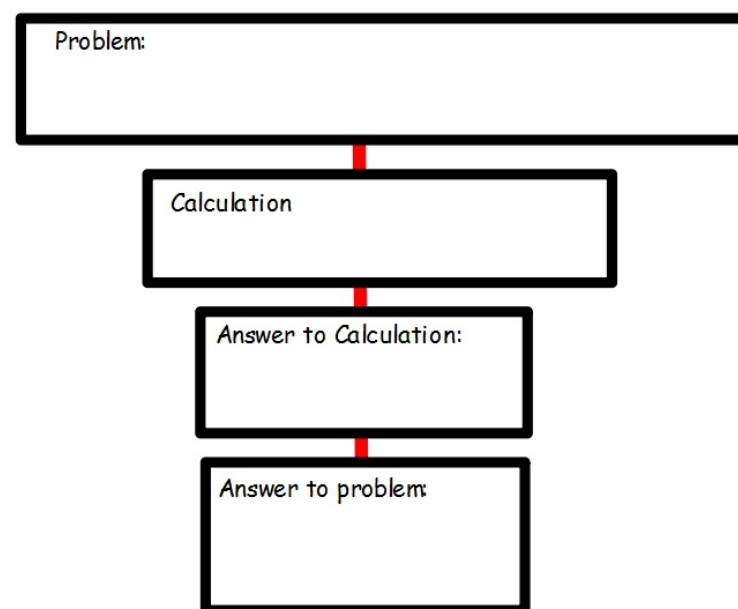 Problem:
Calculation
Answer to Calculation:
Answer to problem: